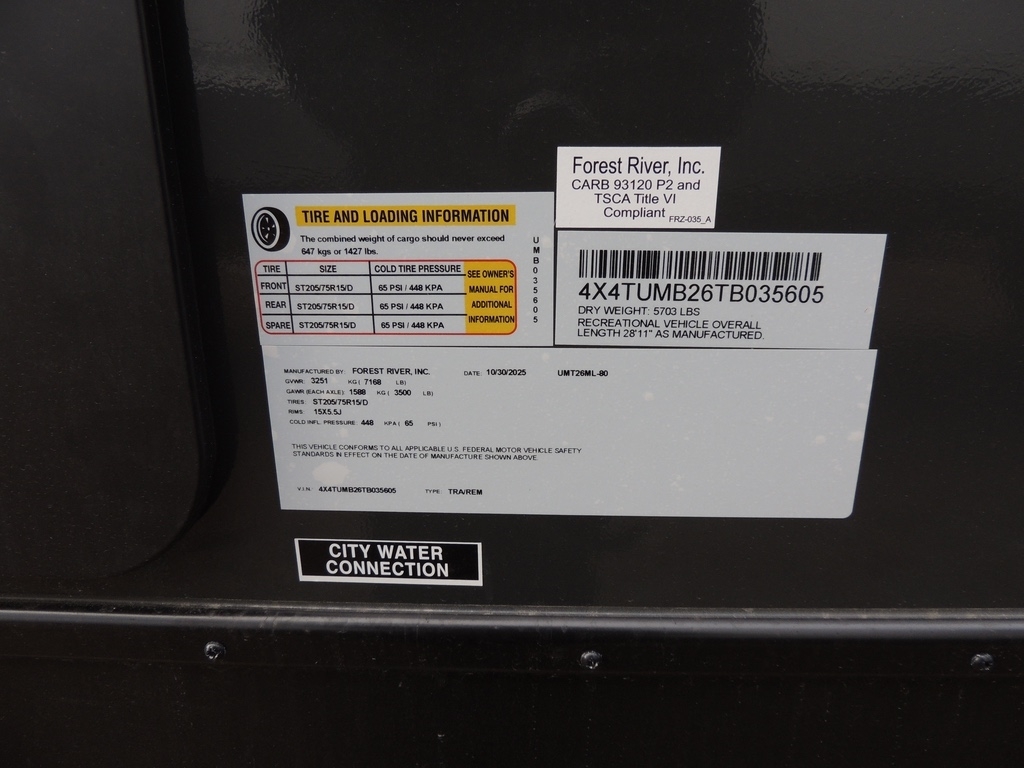 Forest River, Inc.
CARB 93120 P2 and
TSCA Title VI
Compliant FRZ-035_A
TIRE AND LOADING INFORMATION
The combined weight of cargo should never exceed
647 kgs or 1427 lbs.
TIRE SIZE COLD TIRE PRESSURE
FRONT ST205/75R15/D 65 PSI / 448 KPA
REAR ST205/75R15/D 65 PSI / 448 KPA
SPARE ST205/75R15/D 65 PSI / 448 KPA
SEE OWNER'S
MANUAL FOR
ADDITIONAL
INFORMATION
UMB035605
4X4TUMB26TB035605
DRY WEIGHT: 5703 LBS
RECREATIONAL VEHICLE OVERALL
LENGTH 28'11" AS MANUFACTURED.
MANUFACTURED BY: FOREST RIVER, INC. DATE: 10/30/2025 UMT26ML-80
GVWR: 3251 KG ( 7168 LB)
GAWR (EACH AXLE): 1588 KG ( 3500 LB)
TIRES: ST205/75R15/D
RIMS: 15X5.5J
COLD INFL. PRESSURE: 448 KPA ( 65 PSI )
THIS VEHICLE CONFORMS TO ALL APPLICABLE U.S. FEDERAL MOTOR VEHICLE SAFETY
STANDARDS IN EFFECT ON THE DATE OF MANUFACTURE SHOWN ABOVE.
V.I.N.: 4X4TUMB26TB035605 TYPE: TRA/REM
CITY WATER
CONNECTION